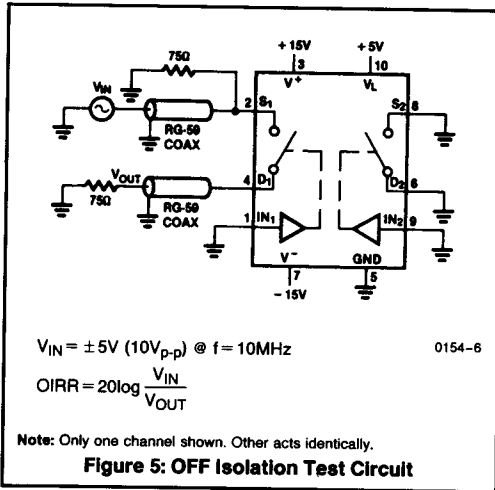 +15V
+5V
75Ω
3
10
V+
VL
VIN
2
S1
S2
8
RG-59
COAX
VOUT
4
D1
D2
6
75Ω
RG-59
COAX
1
IN1
IN2
9
V-
GND
7
5
-15V
VIN = ±5V (10Vp-p) @ f = 10MHz
0154-6
OIRR = 20log VIN
VOUT
Note: Only one channel shown. Other acts identically.
Figure 5: OFF Isolation Test Circuit